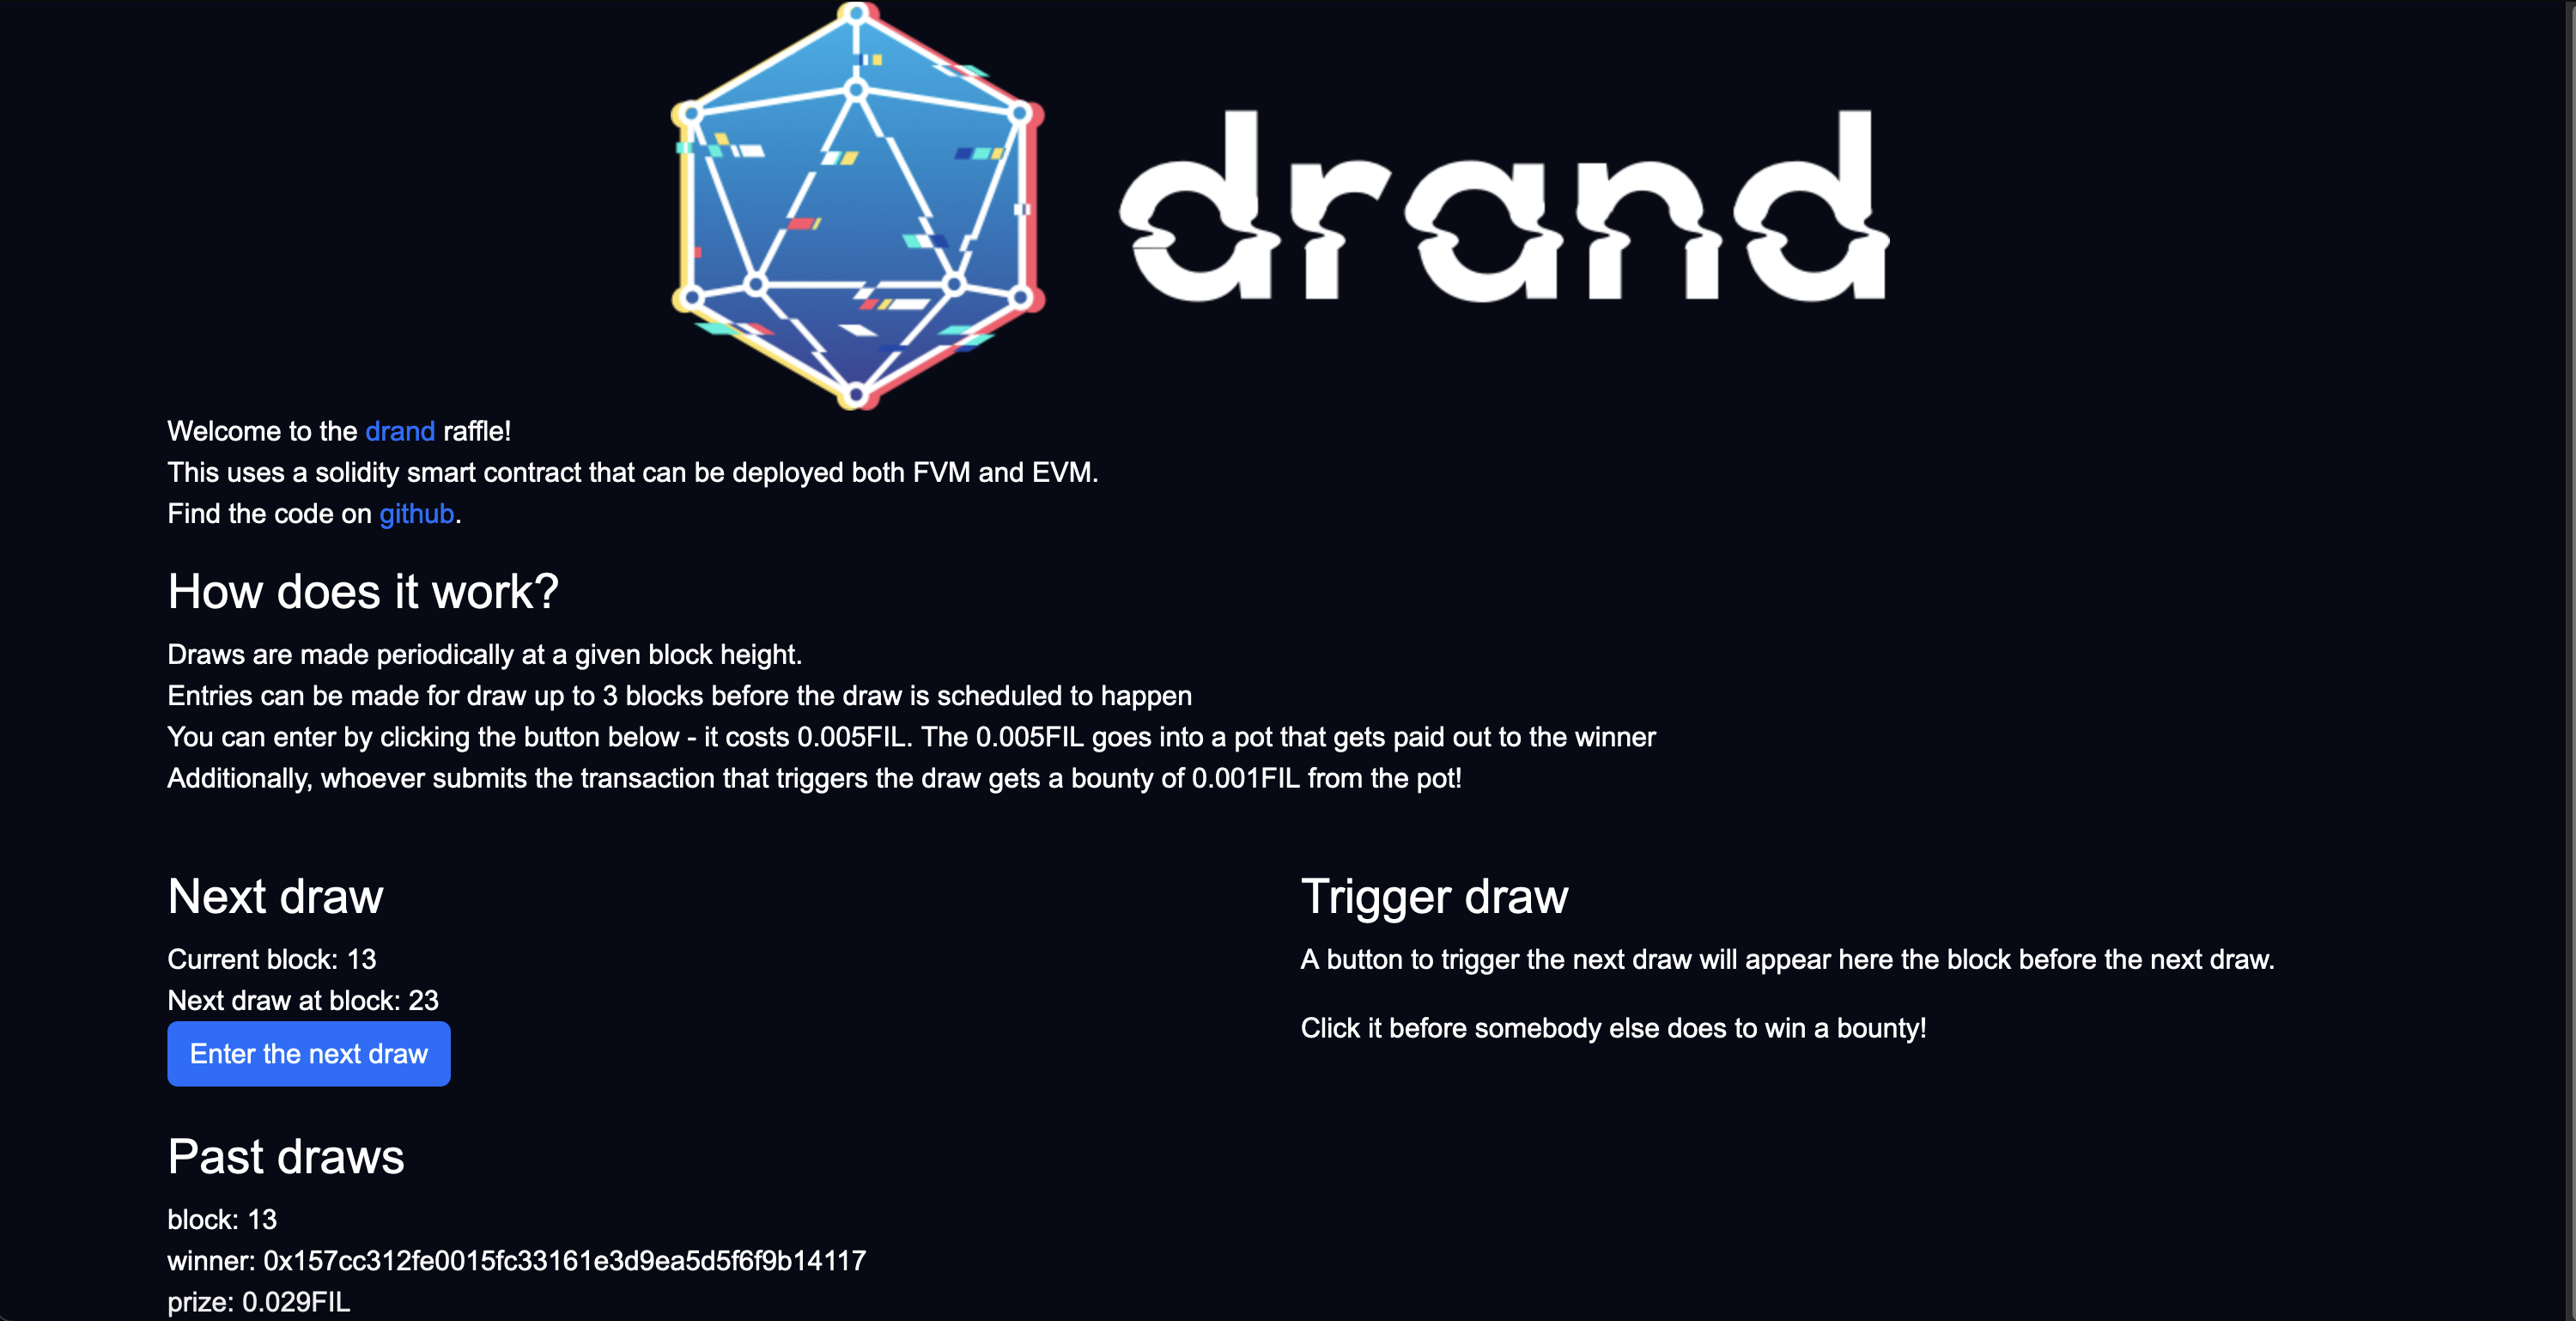 drand
Welcome to the drand raffle!
This uses a solidity smart contract that can be deployed both FVM and EVM.
Find the code on github.
How does it work?
Draws are made periodically at a given block height.
Entries can be made for draw up to 3 blocks before the draw is scheduled to happen
You can enter by clicking the button below - it costs 0.005FIL. The 0.005FIL goes into a pot that gets paid out to the winner
Additionally, whoever submits the transaction that triggers the draw gets a bounty of 0.001FIL from the pot!
Next draw
Current block: 13
Next draw at block: 23
Enter the next draw
Trigger draw
A button to trigger the next draw will appear here the block before the next draw.
Click it before somebody else does to win a bounty!
Past draws
block: 13
winner: 0x157cc312fe0015fc33161e3d9ea5d5f6f9b14117
prize: 0.029FIL